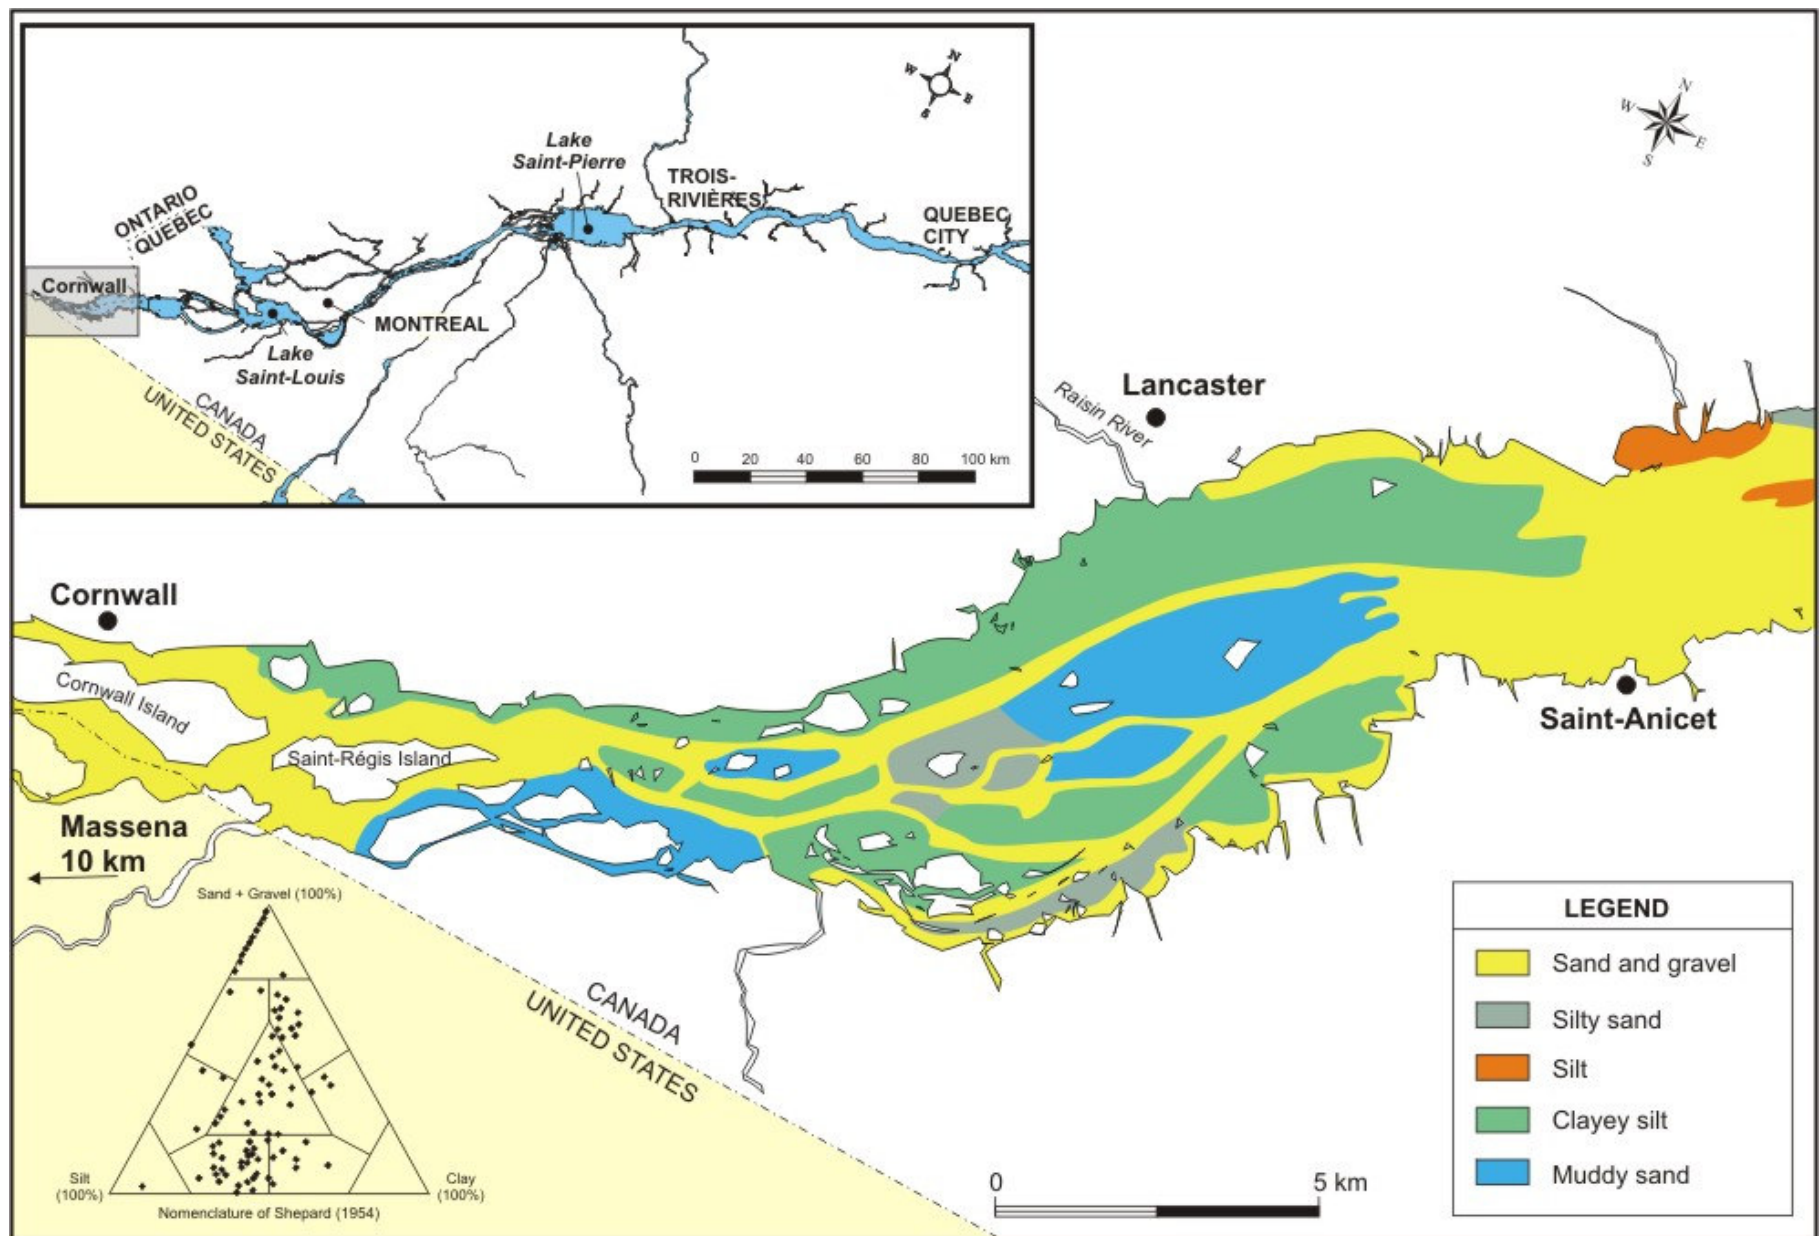 N
W
E
S
Lake
Saint-Pierre
TROIS-
RIVIÈRES
QUEBEC
CITY
ONTARIO
QUEBEC
Cornwall
MONTREAL
Lake
Saint-Louis
CANADA
UNITED STATES
0 20 40 60 80 100 km
N
W
E
S
Lancaster
Raisin River
Cornwall
Cornwall Island
Saint-Régis Island
Saint-Anicet
Massena
10 km
CANADA
UNITED STATES
Sand + Gravel (100%)
Silt
(100%)
Clay
(100%)
Nomenclature of Shepard (1954)
0 5 km
LEGEND
Sand and gravel
Silty sand
Silt
Clayey silt
Muddy sand